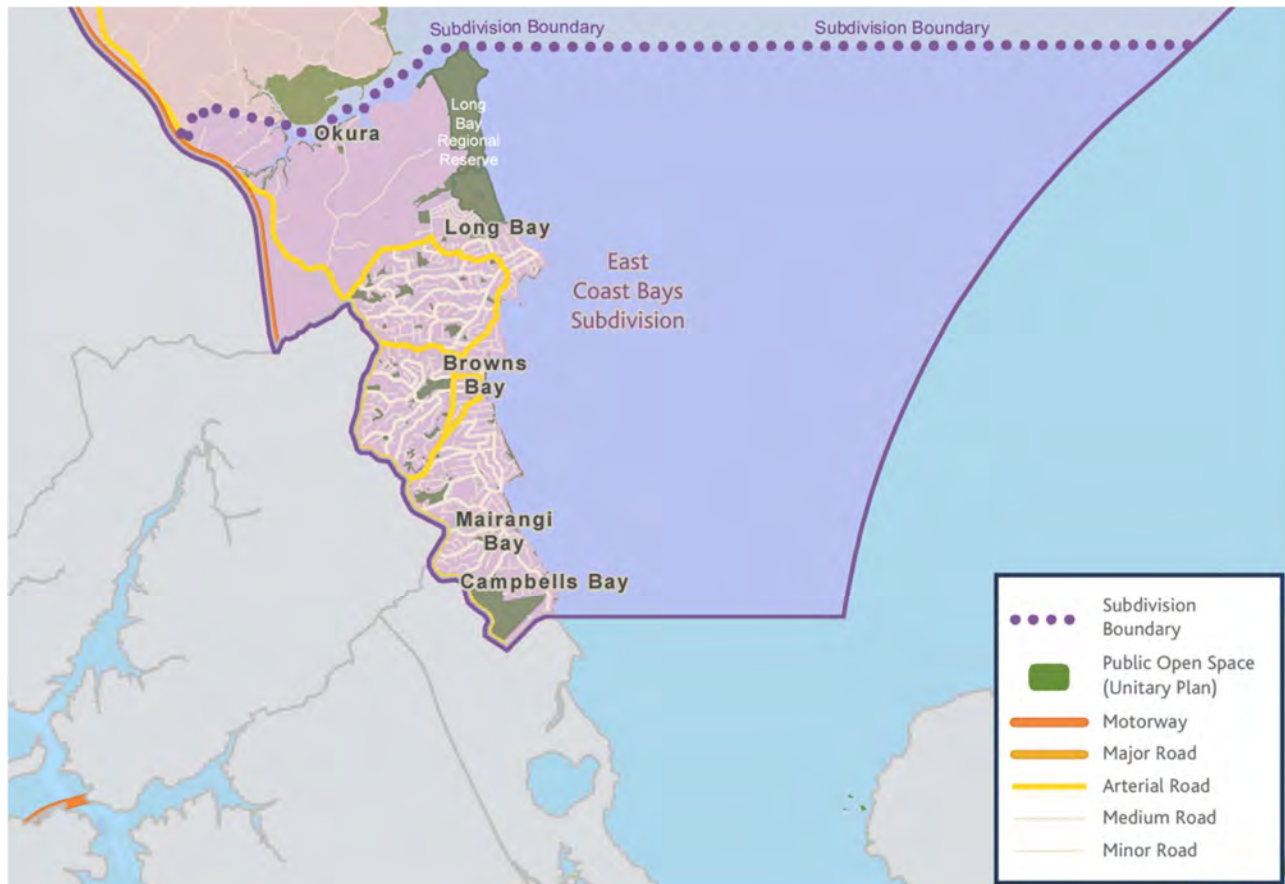 Subdivision Boundary
Subdivision Boundary
Long
Bay
Regional
Reserve
Okura
Long Bay
East
Coast Bays
Subdivision
Browns
Bay
Mairangi
Bay
Campbells Bay
Subdivision
Boundary
Public Open Space
(Unitary Plan)
Motorway
Major Road
Arterial Road
Medium Road
Minor Road